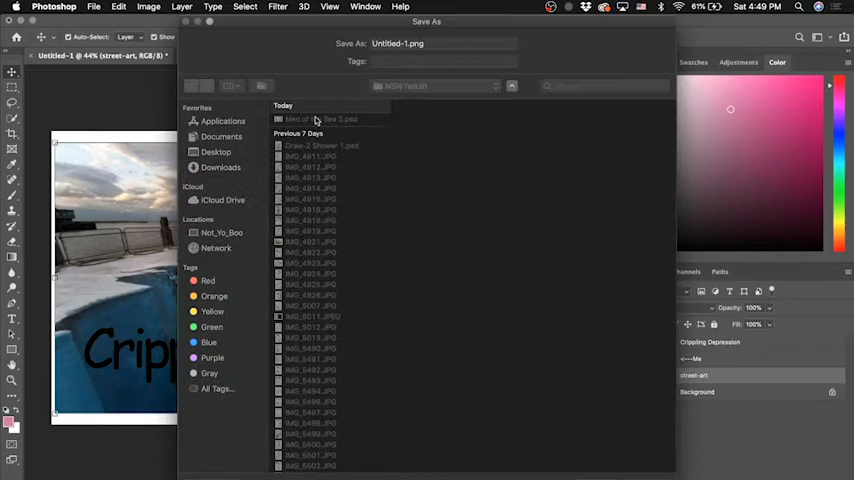 Photoshop File Edit Image Layer Type Select Filter 3D View Window Help 61% Sat 4:49 PM
Save As
Auto-Select: Layer Show
Untitled-1 @ 44% (street-art, RGB/8) *
Save As: Untitled-1.png
Tags:
NSWTwitch
Search
Favorites
Applications
Documents
Desktop
Downloads
iCloud
iCloud Drive
Locations
Not_Yo_Boo
Network
Tags
Red
Orange
Yellow
Green
Blue
Purple
Gray
All Tags...
Today
Men of the Sea 2.psd
Previous 7 Days
Draw-2 Shower 1.psd
IMG_4911.JPG
IMG_4912.JPG
IMG_4913.JPG
IMG_4914.JPG
IMG_4919.JPG
IMG_4921.JPG
IMG_4922.JPG
IMG_4923.JPG
IMG_4924.JPG
IMG_4925.JPG
IMG_4926.JPG
IMG_5007.JPG
IMG_5011.JPEG
IMG_5012.JPG
IMG_5013.JPG
IMG_5490.JPG
IMG_5491.JPG
IMG_5492.JPG
IMG_5493.JPG
IMG_5494.JPG
IMG_5496.JPG
IMG_5497.JPG
IMG_5498.JPG
IMG_5499.JPG
IMG_5500.JPG
IMG_5501.JPG
IMG_5502.JPG
Swatches Adjustments Color
Channels Paths
Opacity: 100%
Fill: 100%
Crippling Depression
<---Me
street-art
Background
Cripp